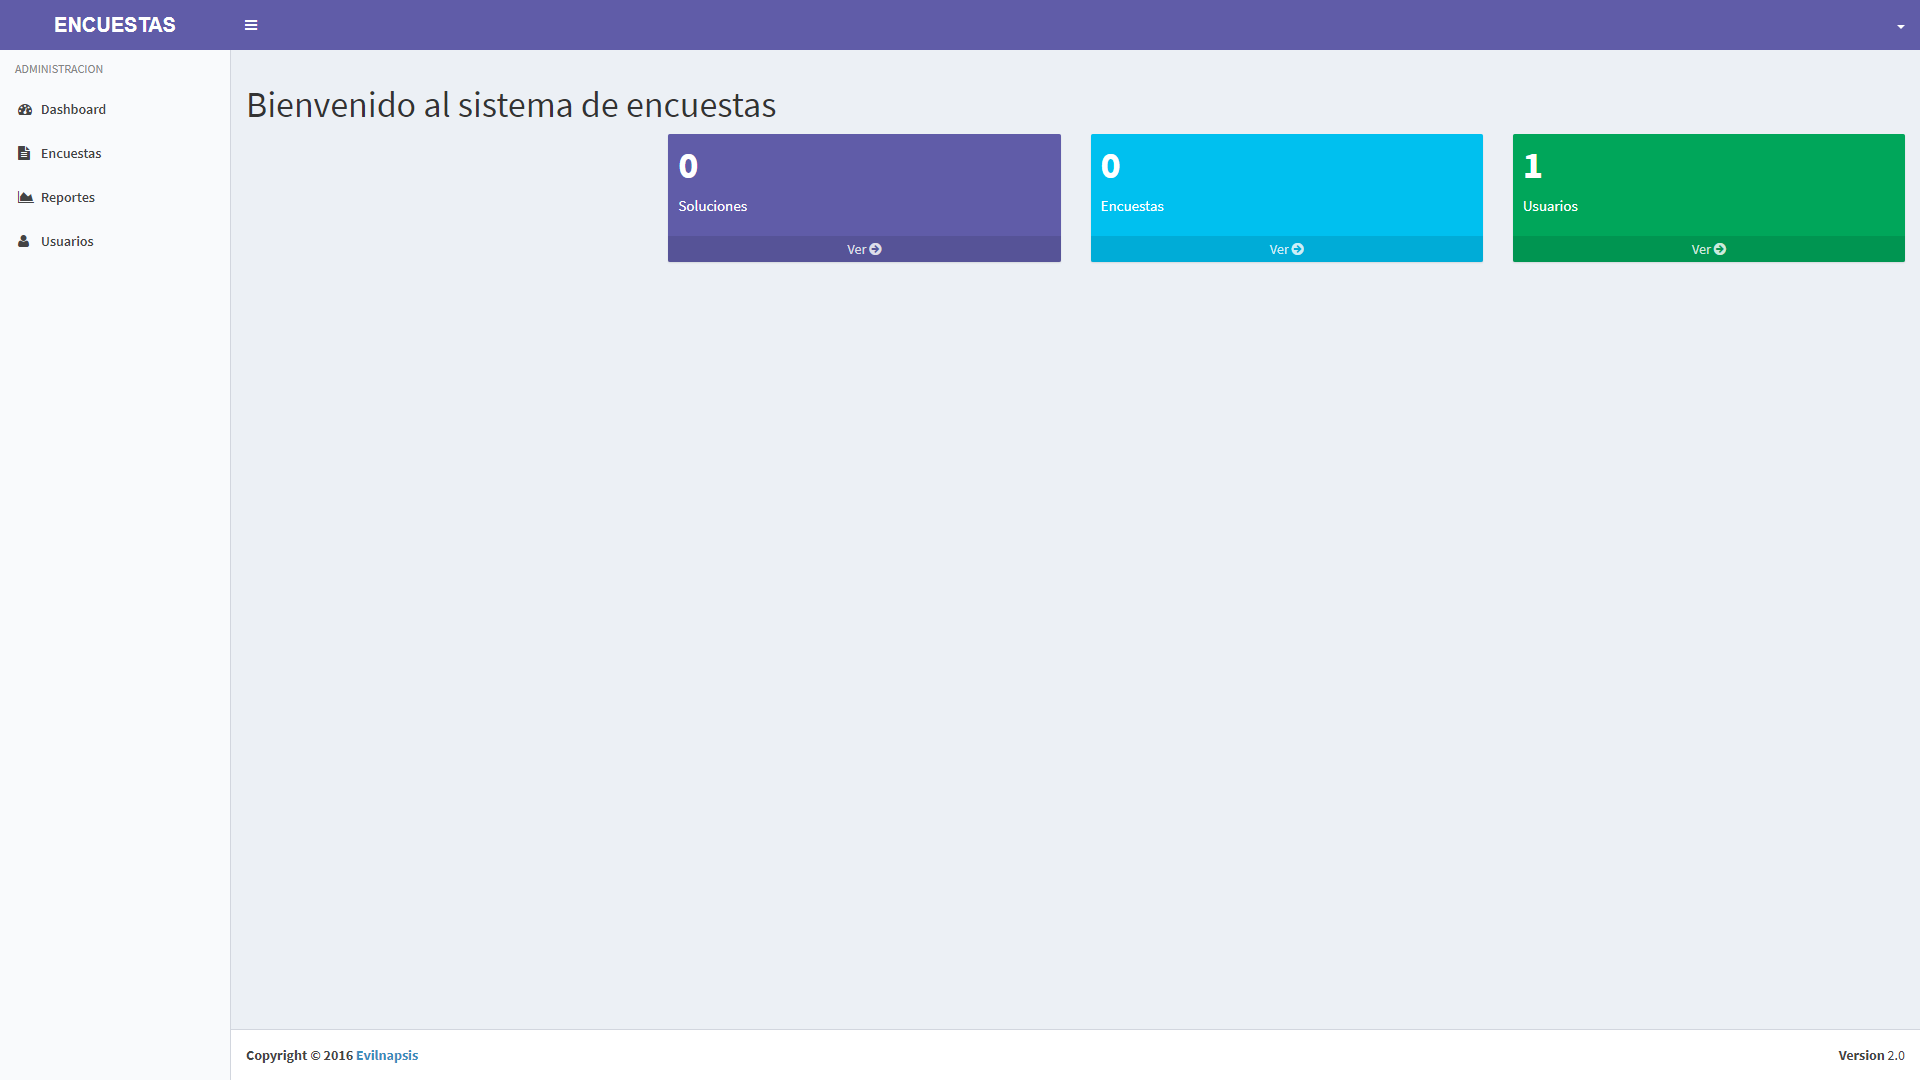 ENCUESTAS
ADMINISTRACION
Dashboard
Encuestas
Reportes
Usuarios
Bienvenido al sistema de encuestas
0
Soluciones
Ver
0
Encuestas
Ver
1
Usuarios
Ver
Copyright © 2016 Evilnapsis
Version 2.0